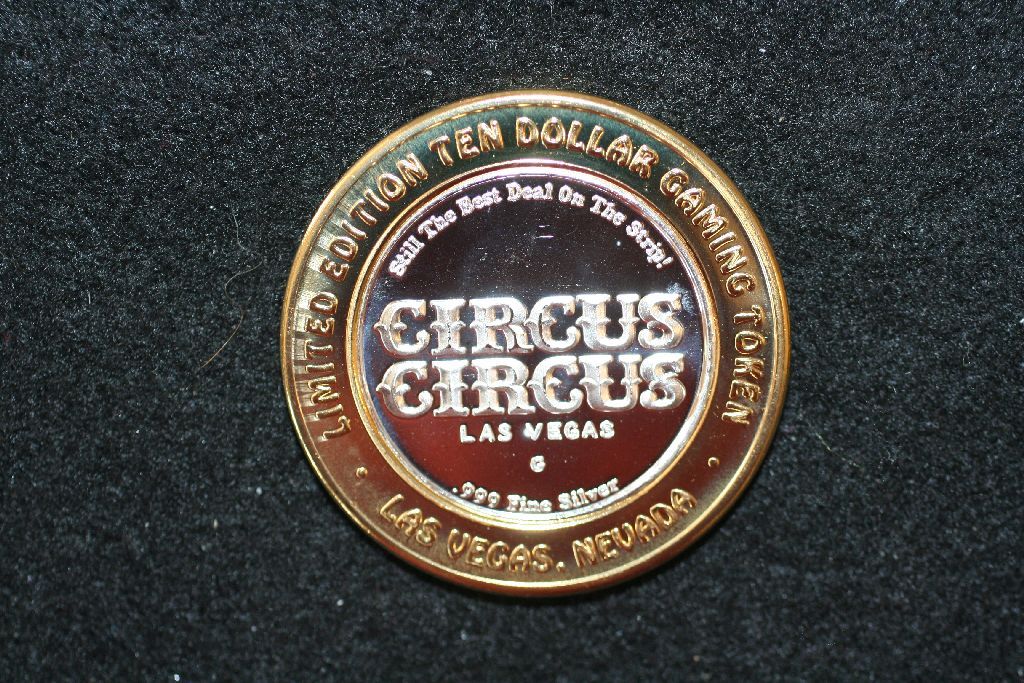 LIMITED EDITION TEN DOLLAR GAMING TOKEN
Still The Best Deal On The Strip!
CIRCUS
CIRCUS
LAS VEGAS
G
.999 Fine Silver
• LAS VEGAS, NEVADA •